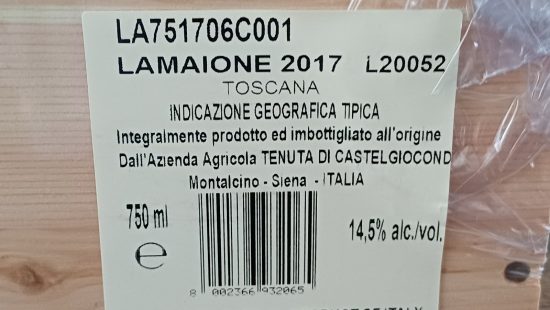 LA751706C001
LAMAIONE 2017 L20052
TOSCANA
INDICAZIONE GEOGRAFICA TIPICA
Integralmente prodotto ed imbottigliato all'origine
Dall'Azienda Agricola TENUTA DI CASTELGIOCOND
Montalcino - Siena - ITALIA
750 ml
14,5% alc./vol.
e
8 002366 932065